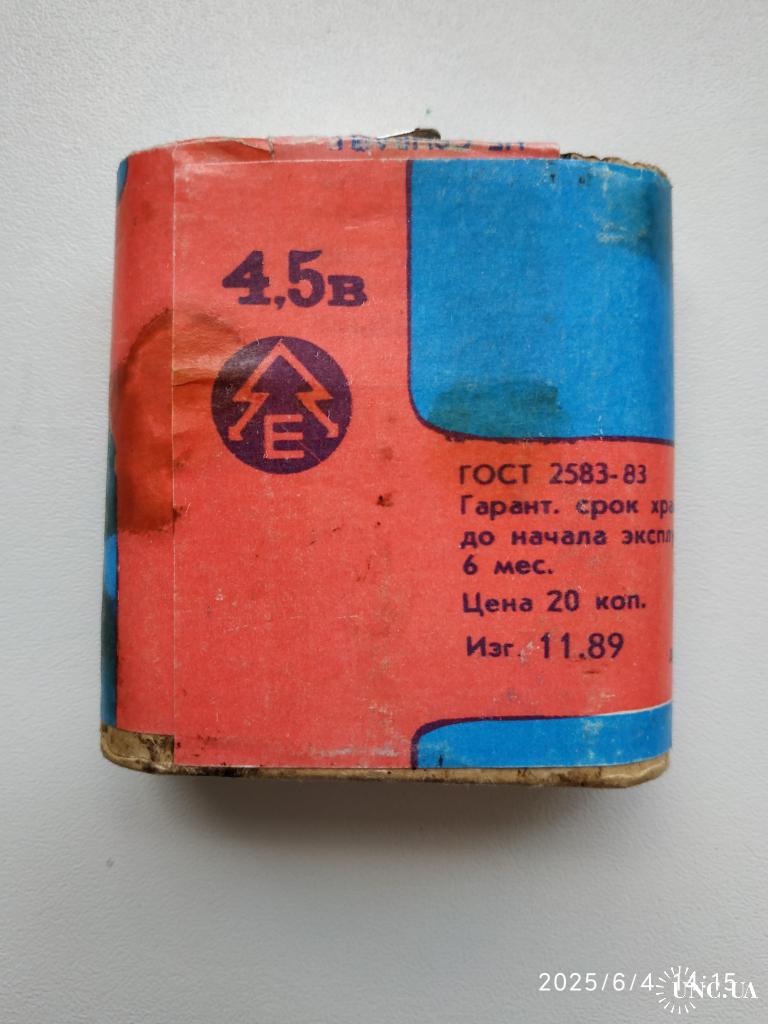 4,5в
E
ГОСТ 2583-83
Гарант. срок хра
до начала экспл
6 мес.
Цена 20 коп.
Изг. 11.89
2025/6/4 14:15
UNC.UA